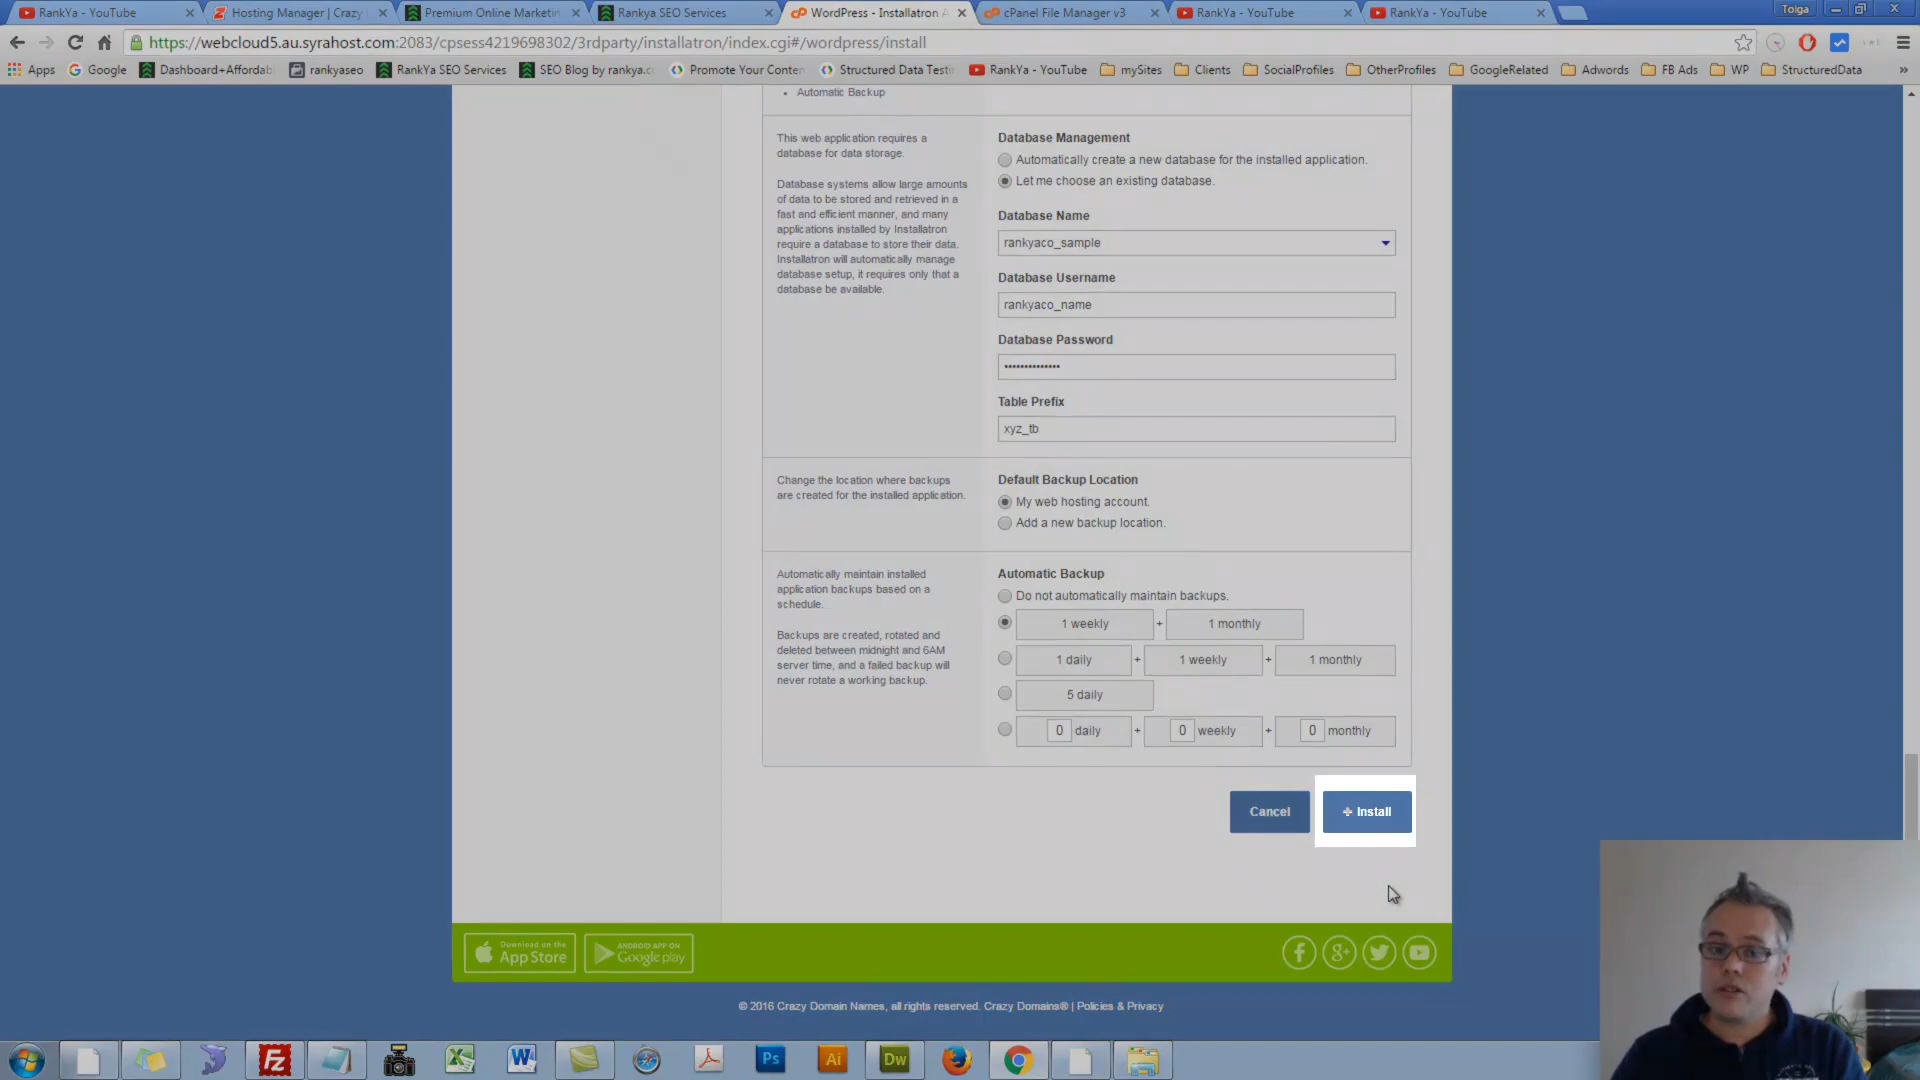 RankYa - YouTube
Hosting Manager | Crazy
Premium Online Marketin
Rankya SEO Services
WordPress - Installatron A
cPanel File Manager v3
RankYa - YouTube
RankYa - YouTube
Tolga
https://webcloud5.au.syrahost.com:2083/cpsess4219698302/3rdparty/installatron/index.cgi#/wordpress/install
Apps
Google
Dashboard+Affordab
rankyaseo
RankYa SEO Services
SEO Blog by rankya.c
Promote Your Conten
Structured Data Testi
RankYa - YouTube
mySites
Clients
SocialProfiles
OtherProfiles
GoogleRelated
Adwords
FB Ads
WP
StructuredData
»
• Automatic Backup
This web application requires a
database for data storage.
Database systems allow large amounts
of data to be stored and retrieved in a
fast and efficient manner, and many
applications installed by Installatron
require a database to store their data.
Installatron will automatically manage
database setup, it requires only that a
database be available.
Database Management
Automatically create a new database for the installed application.
Let me choose an existing database.
Database Name
rankyaco_sample
Database Username
rankyaco_name
Database Password
••••••••••••••
Table Prefix
xyz_tb
Change the location where backups
are created for the installed application.
Default Backup Location
My web hosting account.
Add a new backup location.
Automatically maintain installed
application backups based on a
schedule.
Backups are created, rotated and
deleted between midnight and 6AM
server time, and a failed backup will
never rotate a working backup.
Automatic Backup
Do not automatically maintain backups.
1 weekly + 1 monthly
1 daily + 1 weekly + 1 monthly
5 daily
0 daily + 0 weekly + 0 monthly
Cancel
+ Install
Download on the
App Store
ANDROID APP ON
Google play
© 2016 Crazy Domain Names, all rights reserved. Crazy Domains® | Policies & Privacy
Fz
Ps
Ai
Dw